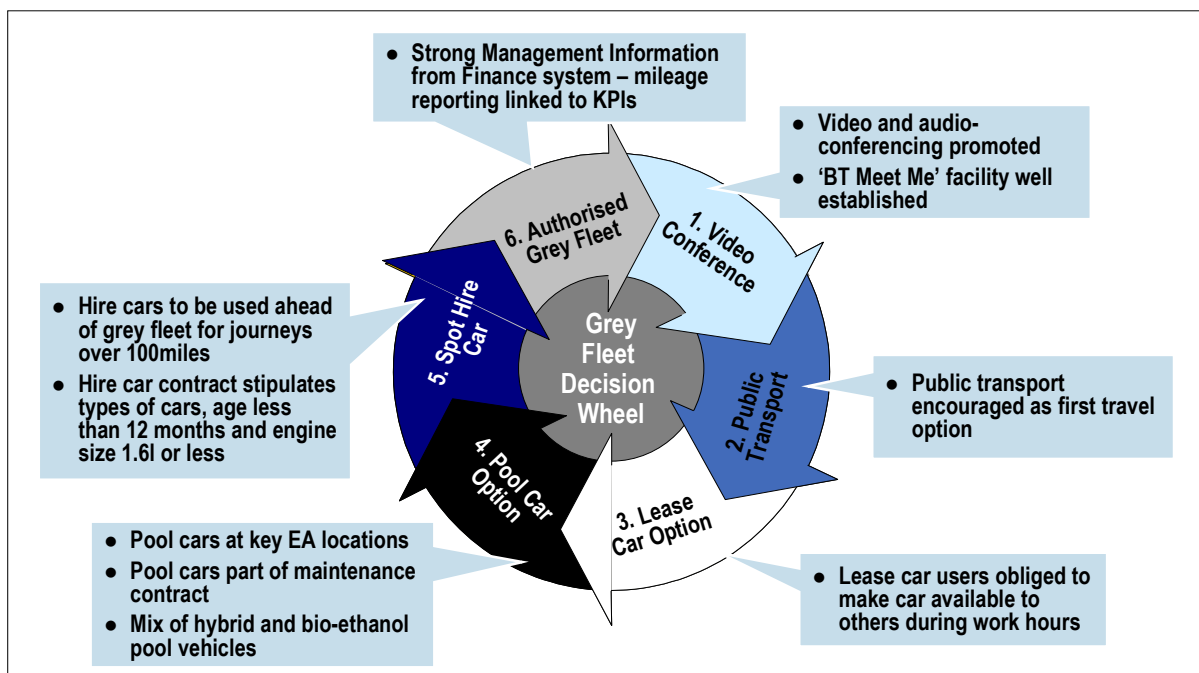 ● Strong Management Information
from Finance system – mileage
reporting linked to KPIs
● Video and audio-
conferencing promoted
● ‘BT Meet Me’ facility well
established
6. Authorised
Grey Fleet
1. Video
Conference
● Hire cars to be used ahead
of grey fleet for journeys
over 100miles
● Hire car contract stipulates
types of cars, age less
than 12 months and engine
size 1.6l or less
5. Spot Hire
Car
Grey
Fleet
Decision
Wheel
2. Public
Transport
● Public transport
encouraged as first travel
option
4. Pool Car
Option
3. Lease
Car Option
● Pool cars at key EA locations
● Pool cars part of maintenance
contract
● Mix of hybrid and bio-ethanol
pool vehicles
● Lease car users obliged to
make car available to
others during work hours